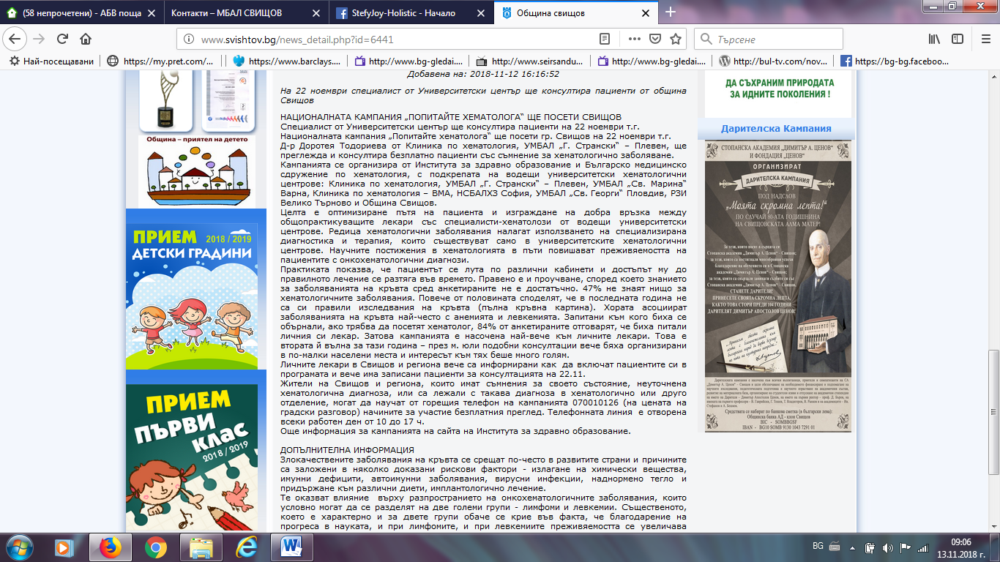 (58 непрочетени) - АБВ поща
Контакти – МБАЛ СВИЩОВ
StefyJoy-Holistic - Начало
Община свищов
www.svishtov.bg/news_detail.php?id=6441
Търсене
Най-посещавани
https://my.pret.com/...
https://www.barclays....
http://www.bg-gledai....
http://www.seirsandu...
http://www.bg-gledai....
http://bul-tv.com/nov...
https://bg-bg.faceboo...
Община – приятел на детето
ПРИЕМ 2018 / 2019
ДЕТСКИ ГРАДИНИ
ПРИЕМ
ПЪРВИ
клас
2018 / 2019
Добавена на: 2018-11-12 16:16:52
На 22 ноември специалист от Университетски център ще консултира пациенти от община
Свищов
НАЦИОНАЛНАТА КАМПАНИЯ „ПОПИТАЙТЕ ХЕМАТОЛОГА“ ЩЕ ПОСЕТИ СВИЩОВ
Специалист от Университетски център ще консултира пациенти на 22 ноември т.г.
Националната кампания „Попитайте хематолога“ ще посети гр. Свищов на 22 ноември т.г.
Д-р Доротея Тодориева от Клиника по хематология, УМБАЛ „Г. Странски“ – Плевен, ще
преглежда и консултира безплатно пациенти със съмнение за хематологично заболяване.
Кампанията се организира от Института за здравно образование и Българско медицинско
сдружение по хематология, с подкрепата на водещи университетски хематологични
центрове: Клиника по хематология, УМБАЛ „Г. Странски“ – Плевен, УМБАЛ „Св. Марина“
Варна, Клиника по хематология – ВМА, НСБАЛХЗ София, УМБАЛ „Св. Георги“ Пловдив, РЗИ
Велико Търново и Община Свищов.
Целта е оптимизиране пътя на пациента и изграждане на добра връзка между
общопрактикуващите лекари със специалисти-хематолози от водещы университетски
центрове. Редица хематологични заболявания налагат използването на специализирана
диагностика и терапия, които съществуват само в университетските хематологични
центрове. Научните постижения в хематологията в пъти повишават преживяемостта на
пациентите с онкохематологични диагнози.
Практиката показва, че пациентът се лута по различни кабинети и достъпът му до
правилното лечение се разтяга във времето. Правено е и проучване, според което знанието
за заболяванията на кръвта сред анкетираните не е достатъчно. 47% не знаят нищо за
хематологичните заболявания. Повече от половината споделят, че в последната година не
са си правили изследвания на кръвта (пълна кръвна картина). Хората асоциират
заболяванията на кръвта най-често с анемията и левкемията. Запитани към кого биха се
обърнали, ако трябва да посетят хематолог, 84% от анкетираните отговарят, че биха питали
личния си лекар. Затова кампанията е насочена най-вече към личните лекари. Това е
втората й вълна за тази година – през м. юли подобни консултации вече бяха организирани
в по-малки населени места и интересът към тях беше много голям.
Личните лекари в Свищов и региона вече са информирани как да включат пациентите си в
програмата и вече има записани пациенти за консултацията на 22.11.
Жители на Свищов и региона, които имат съмнения за своето състояние, неуточнена
хематологична диагноза, или са лежали с такава диагноза в хематологично или друго
отделение, могат да научат от горещия телефон на кампанията 070010126 (на цената на
градски разговор) начините за участие безплатния преглед. Телефонната линия е отворена
всеки работен ден от 10 до 17 ч.
Още информация за кампанията на сайта на Института за здравно образование.
ДОПЪЛНИТЕЛНА ИНФОРМАЦИЯ
Злокачествените заболявания на кръвта се срещат по-често в развитите страни и причините
са заложени в няколко доказани рискови фактори - излагане на химически вещества,
имунни дефицити, автоимунни заболявания, вирусни инфекции, наднормено тегло и
придържане към различни диети, имплантологично лечение.
Те оказват влияние върху разпространието на онкохематологичните заболявания, които
условно могат да се разделят на две големи групи - лимфоми и левкемии. Същественото,
което е характерно и за двете групи обаче се крие във факта, че благодарение на
прогреса в науката, и при лимфомите, и при левкемиите преживяемостта се увеличава
ДА СЪХРАНИМ ПРИРОДАТА
ЗА ИДНИТЕ ПОКОЛЕНИЯ !
Дарителска Кампания
СТОПАНСКА АКАДЕМИЯ „ДИМИТЪР А. ЦЕНОВ“
И ФОНДАЦИЯ „ЦЕНОВ“
ОРГАНИЗИРАТ
ДАРИТЕЛСКА КАМПАНИЯ
ПОД НАДСЛОВ
„Моята скромна лепта!“
ПО СЛУЧАЙ 80-АТА ГОДИШНИНА
НА СВИЩОВСКАТА АЛМА МАТЕР!
СТАНЕТЕ ДАРИТЕЛИ!
ПРИНЕСЕТЕ СВОЯТА СКРОМНА ЛЕПТА,
КАКТО ТОВА СТОРИ ПРЕДИ 104 ГОДИНИ
ДАРИТЕЛЯТ ДИМИТЪР АПОСТОЛОВ ЦЕНОВ!
Средствата се набират по банкова сметка (в български лева):
Общинска банка АД - клон Свищов
BIC - SOMBBGSF
IBAN - BG10 SOMB 9130 1043 7291 01
BG
09:06
13.11.2018 г.